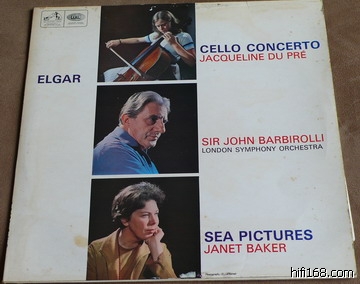 CELLO CONCERTO
JACQUELINE DU PRÉ
ELGAR
SIR JOHN BARBIROLLI
LONDON SYMPHONY ORCHESTRA
SEA PICTURES
JANET BAKER
hifi168.com